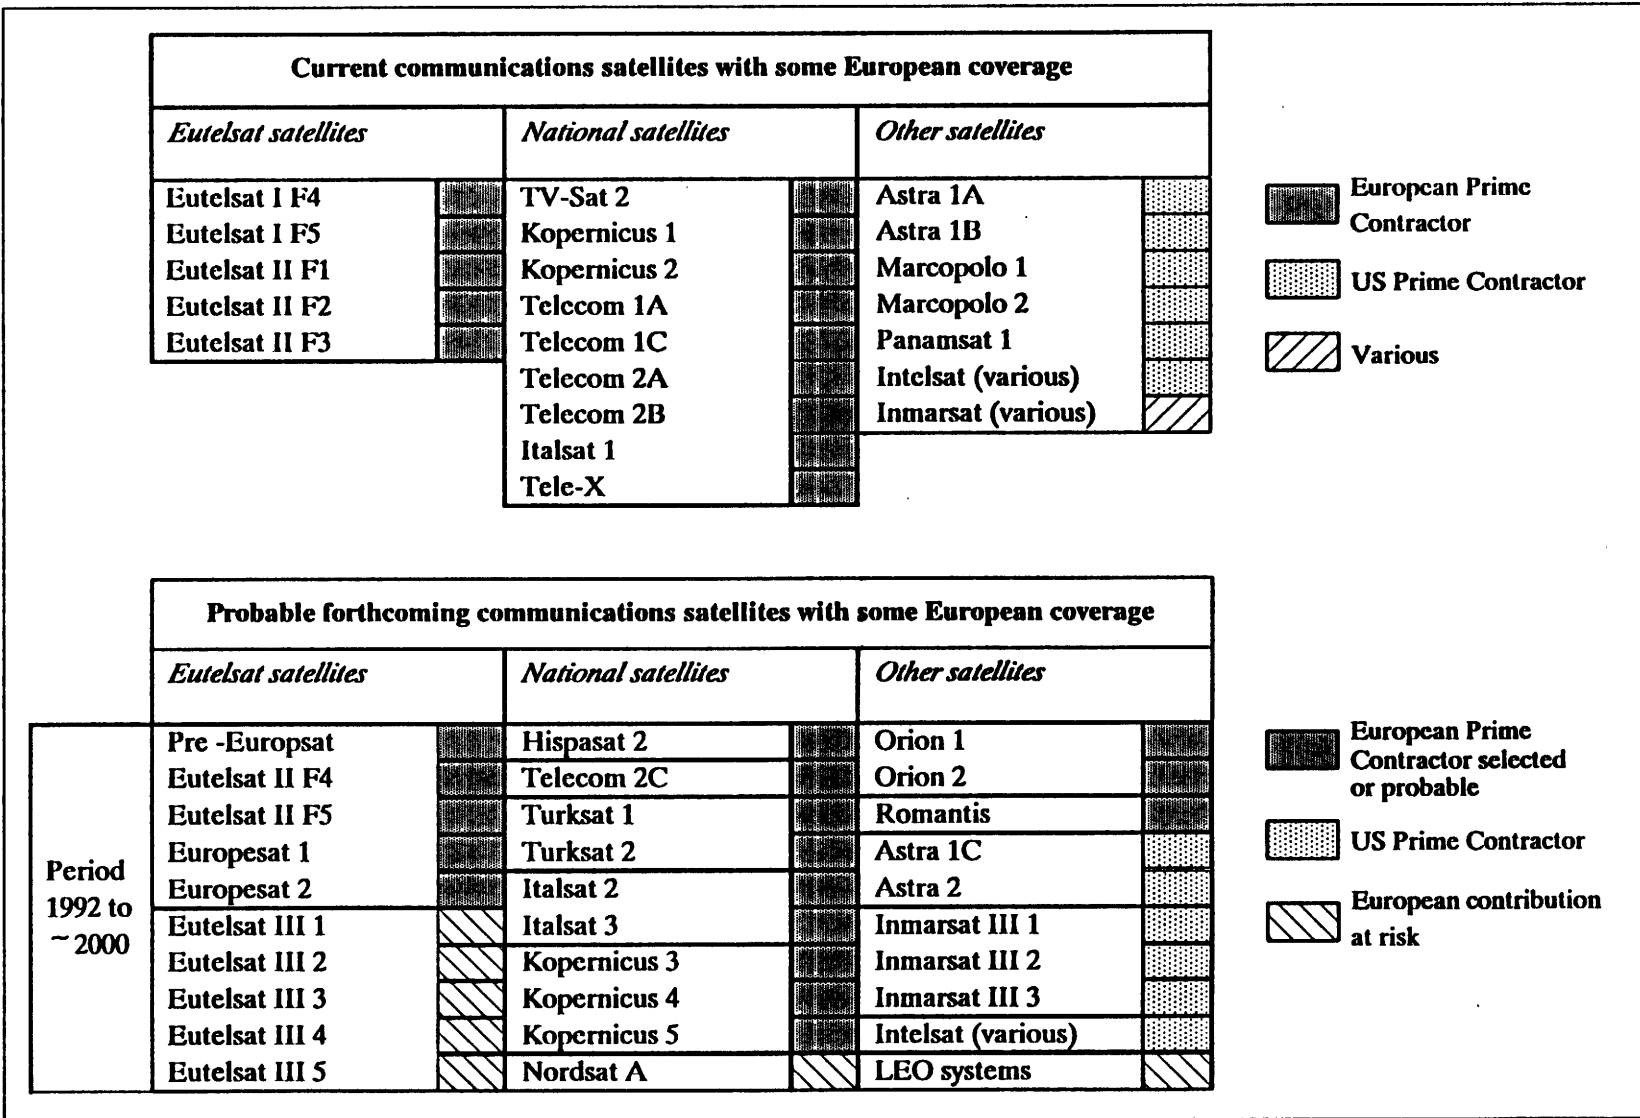 Current communications satellites with some European coverage
Eutelsat satellites
National satellites
Other satellites
Eutelsat I F4
TV-Sat 2
Astra 1A
Eutelsat I F5
Kopernicus 1
Astra 1B
Eutelsat II F1
Kopernicus 2
Marcopolo 1
Eutelsat II F2
Telecom 1A
Marcopolo 2
Eutelsat II F3
Telecom 1C
Panamsat 1
Telecom 2A
Intelsat (various)
Telecom 2B
Inmarsat (various)
Italsat 1
Tele-X
European Prime
Contractor
US Prime Contractor
Various
Probable forthcoming communications satellites with some European coverage
Eutelsat satellites
National satellites
Other satellites
Period
1992 to
~2000
Pre -Europsat
Hispasat 2
Orion 1
Eutelsat II F4
Telecom 2C
Orion 2
Eutelsat II F5
Turksat 1
Romantis
Europesat 1
Turksat 2
Astra 1C
Europesat 2
Italsat 2
Astra 2
Eutelsat III 1
Italsat 3
Inmarsat III 1
Eutelsat III 2
Kopernicus 3
Inmarsat III 2
Eutelsat III 3
Kopernicus 4
Inmarsat III 3
Eutelsat III 4
Kopernicus 5
Intelsat (various)
Eutelsat III 5
Nordsat A
LEO systems
European Prime
Contractor selected
or probable
US Prime Contractor
European contribution
at risk